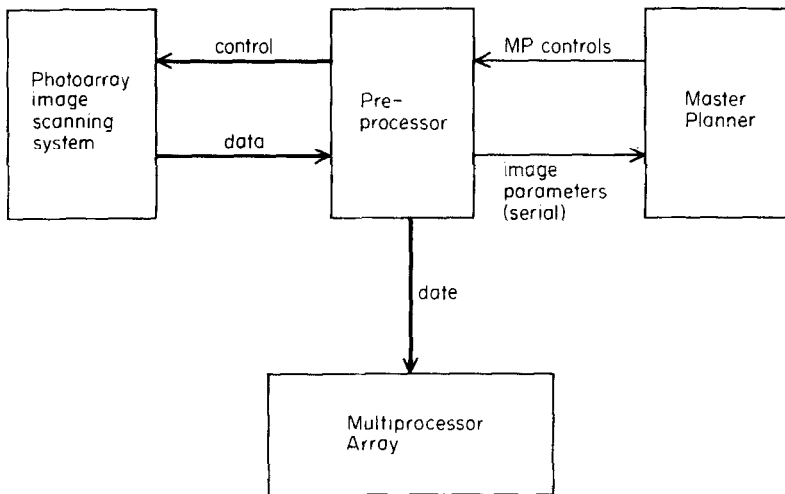 control
MP controls
Photoarray
image
scanning
system
Pre-
processor
Master
Planner
data
image
parameters
(serial)
date
Multiprocessor
Array